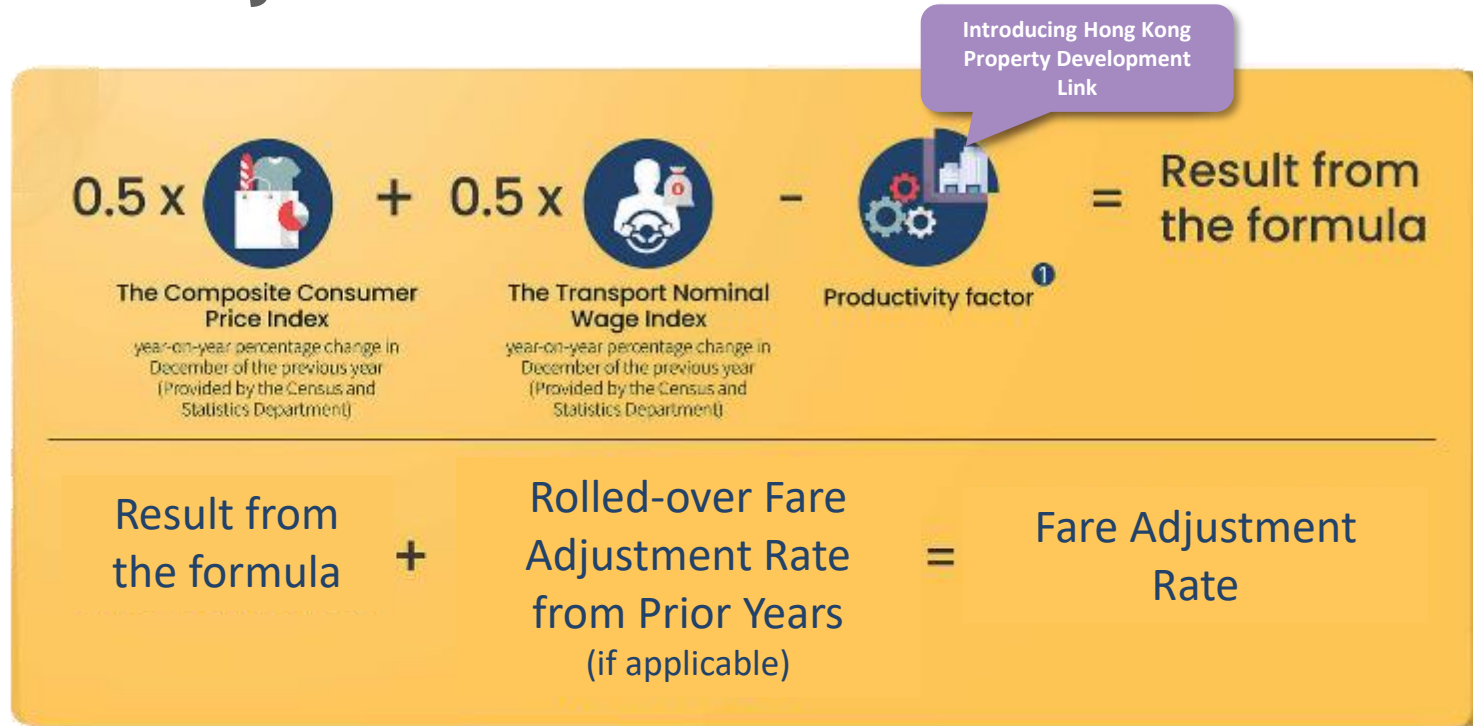 Introducing Hong Kong
Property Development
Link
0.5 x
+
0.5 x
-
=
Result from
the formula
The Composite Consumer
Price Index
year-on-year percentage change in
December of the previous year
(Provided by the Census and
Statistics Department)
The Transport Nominal
Wage Index
year-on-year percentage change in
December of the previous year
(Provided by the Census and
Statistics Department)
Productivity factor 1
Result from
the formula
+
Rolled-over Fare
Adjustment Rate
from Prior Years
(if applicable)
=
Fare Adjustment
Rate